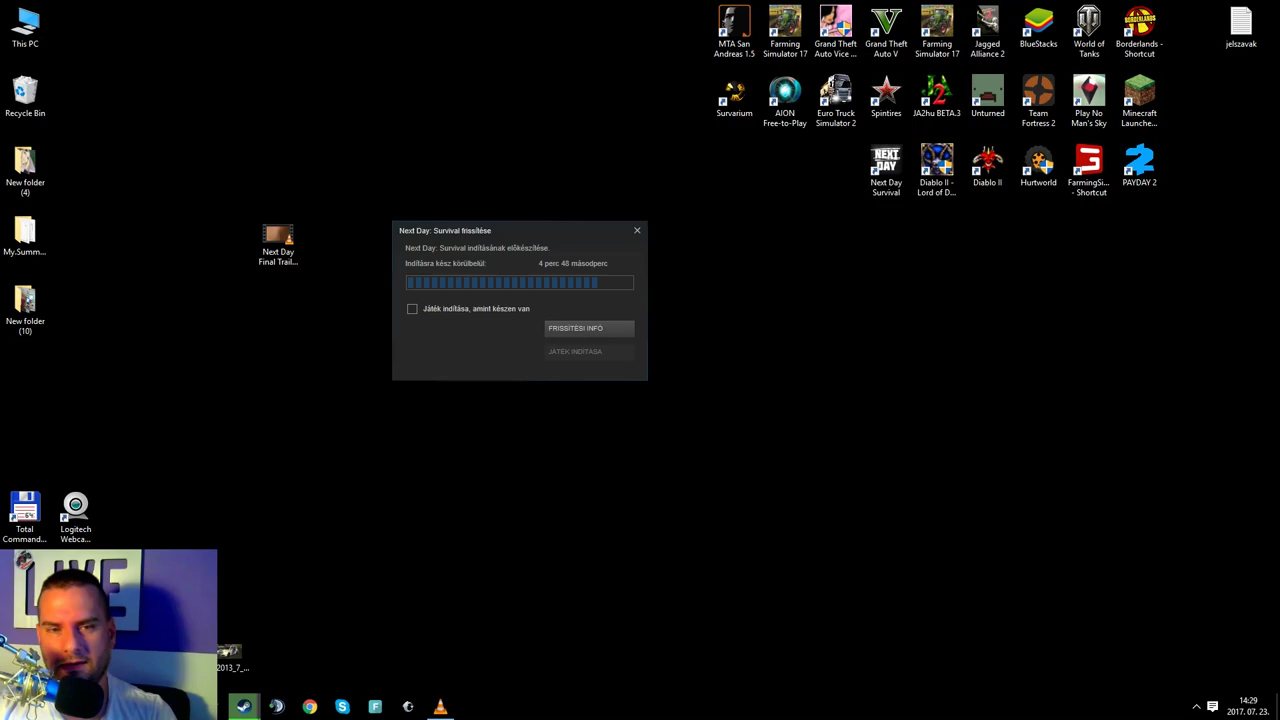 This PC
Recycle Bin
New folder
(4)
My.Summ...
New folder
(10)
Total
Command...
Logitech
Webca...
Next Day
Final Trail...
2013_7_...
Next Day: Survival frissítése
Next Day: Survival indításának előkészítése.
Indításra kész körülbelül: 4 perc 48 másodperc
Játék indítása, amint készen van
FRISSÍTÉSI INFÓ
JÁTÉK INDÍTÁSA
MTA San
Andreas 1.5
Farming
Simulator 17
Grand Theft
Auto Vice ...
Grand Theft
Auto V
Farming
Simulator 17
Jagged
Alliance 2
BlueStacks
World of
Tanks
Borderlands -
Shortcut
jelszavak
Survarium
AION
Free-to-Play
Euro Truck
Simulator 2
Spintires
JA2hu BETA.3
Unturned
Team
Fortress 2
Play No
Man's Sky
Minecraft
Launche...
NEXT
DAY
Next Day
Survival
Diablo II -
Lord of D...
Diablo II
Hurtworld
FarmingSi...
- Shortcut
PAYDAY 2
LIVE
14:29
2017. 07. 23.